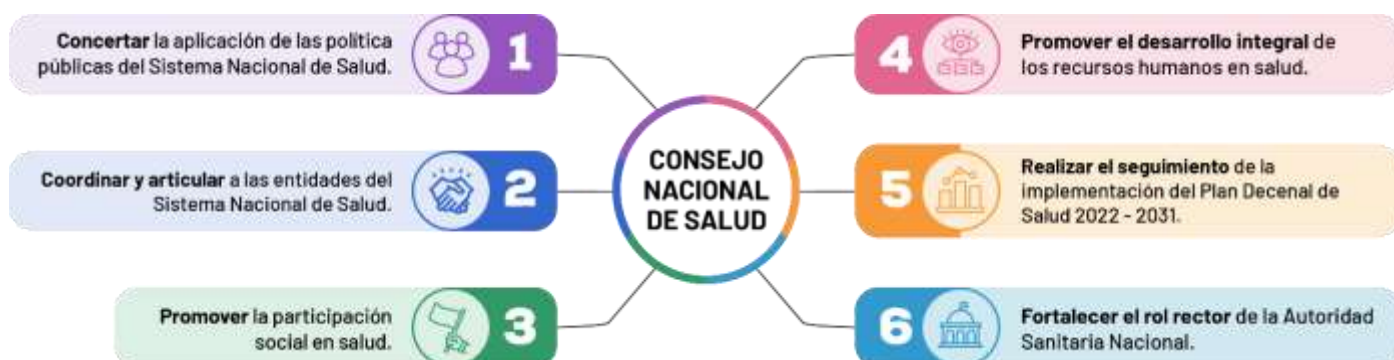 Concertar la aplicación de las política
públicas del Sistema Nacional de Salud.
1
Coordinar y articular a las entidades del
Sistema Nacional de Salud.
2
Promover la participación
social en salud.
3
CONSEJO
NACIONAL
DE SALUD
4
Promover el desarrollo integral de
los recursos humanos en salud.
5
Realizar el seguimiento de la
implementación del Plan Decenal de
Salud 2022 - 2031.
6
Fortalecer el rol rector de la Autoridad
Sanitaria Nacional.